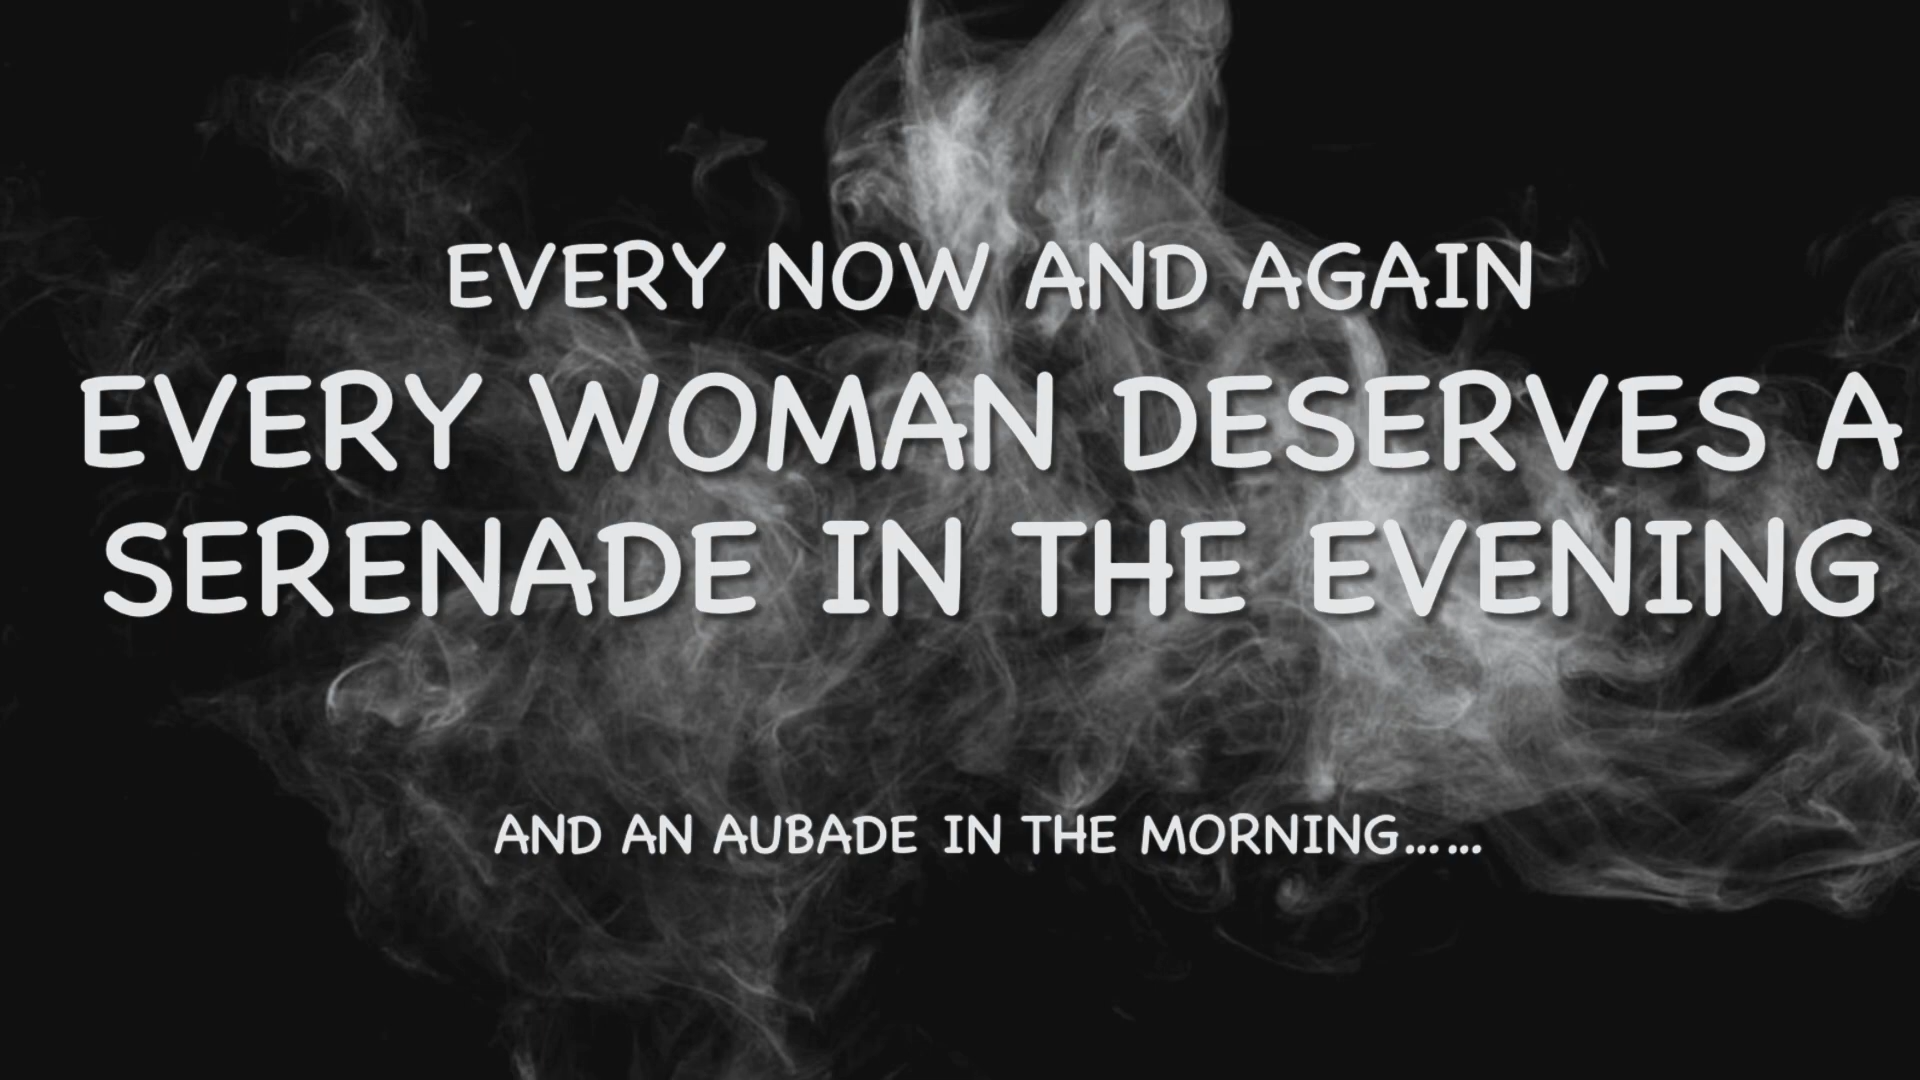 EVERY NOW AND AGAIN
EVERY WOMAN DESERVES A
SERENADE IN THE EVENING
AND AN AUBADE IN THE MORNING......